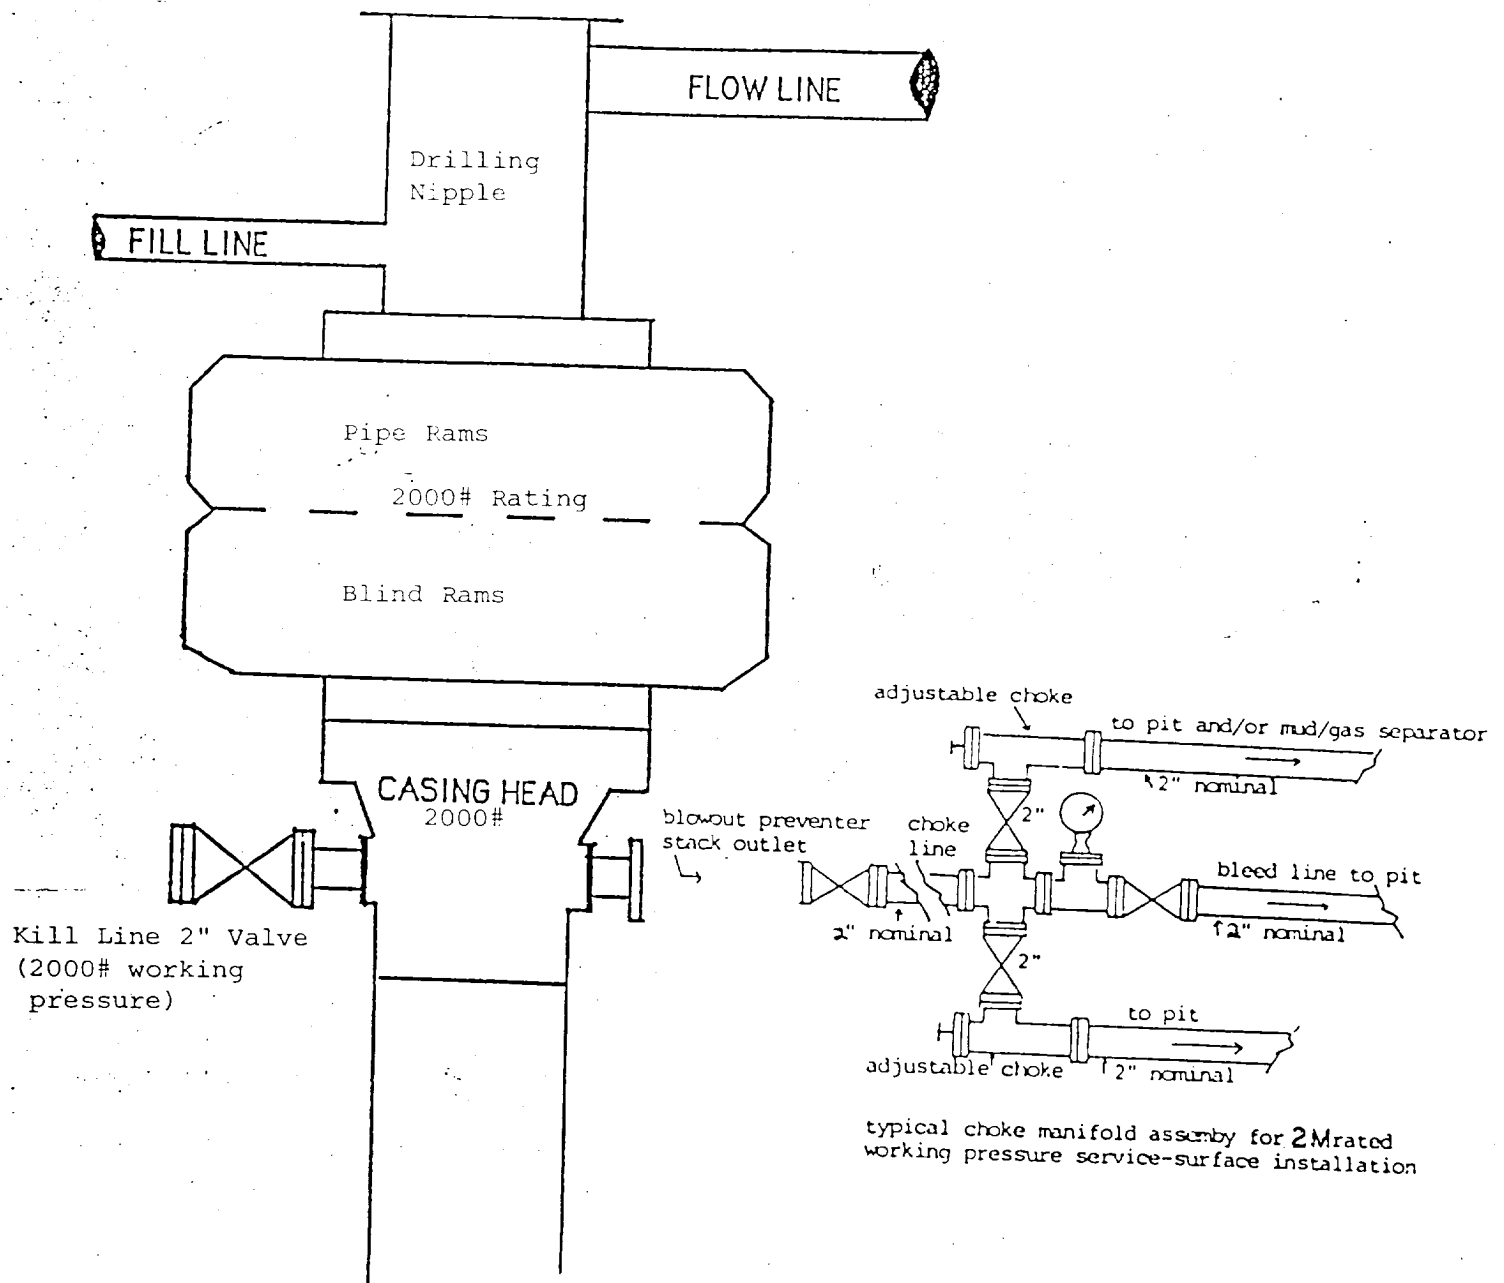 FLOW LINE
Drilling
Nipple
FILL LINE
Pipe Rams
2000# Rating
Blind Rams
CASING HEAD
2000#
Kill Line 2" Valve
(2000# working
pressure)
blowout preventer
stack outlet
choke
line
2" nominal
adjustable choke
to pit and/or mud/gas separator
2" nominal
2"
bleed line to pit
2" nominal
2"
to pit
adjustable choke
2" nominal
typical choke manifold assemby for 2M rated
working pressure service-surface installation